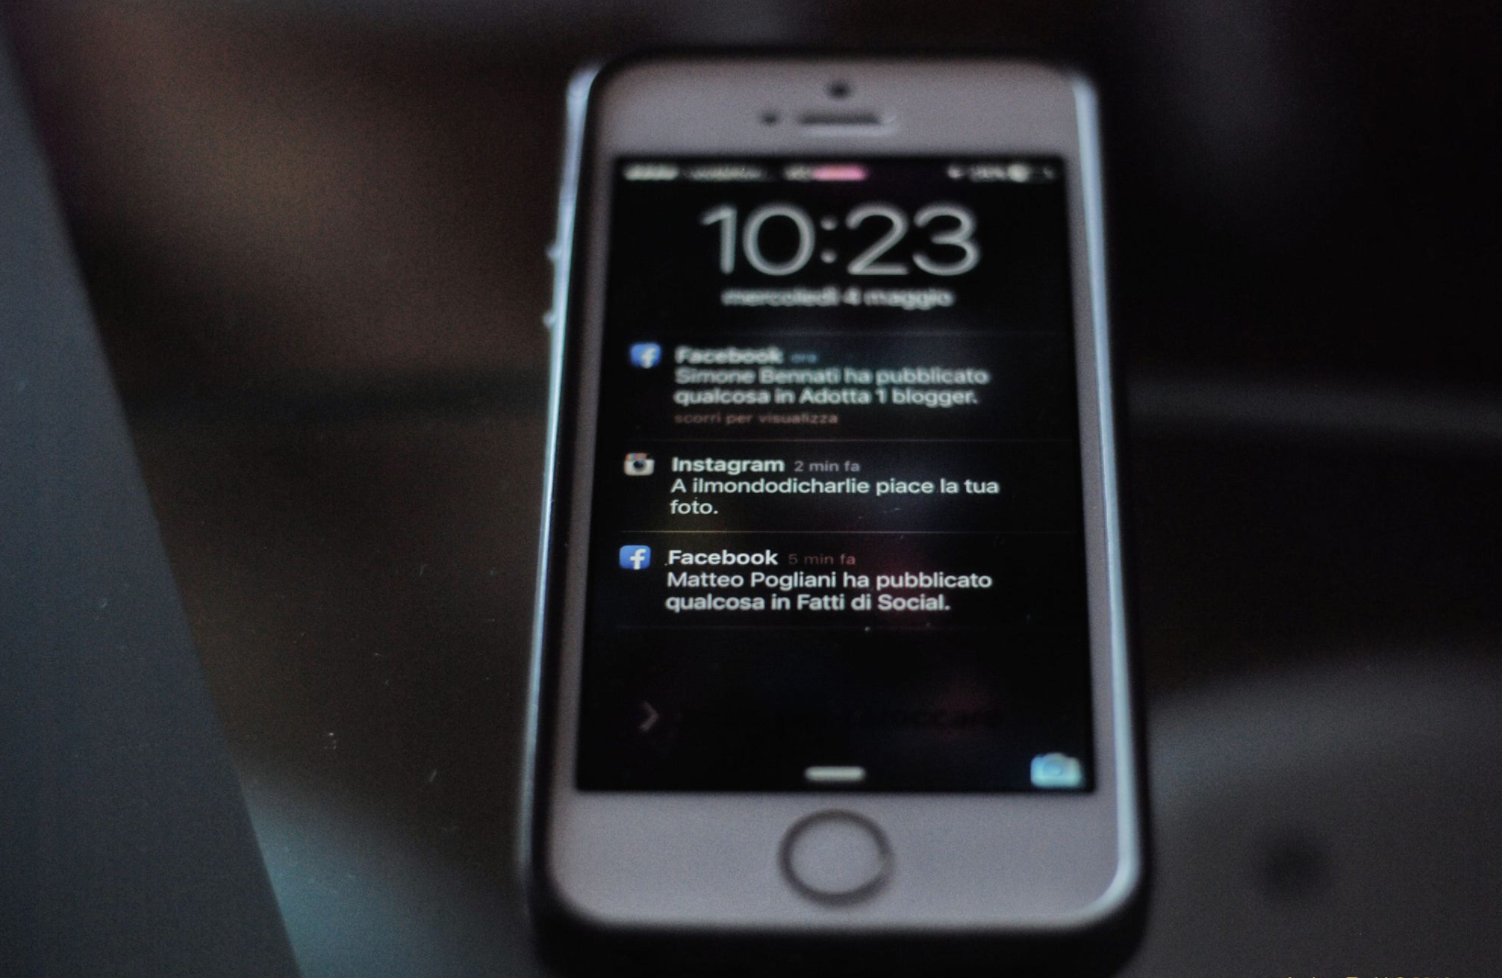 10:23
mercoledì 4 maggio
Facebook ora
Simone Bennati ha pubblicato
qualcosa in Adotta 1 blogger.
scorri per visualizza
Instagram 2 min fa
A ilmondodicharlie piace la tua
foto.
Facebook 5 min fa
Matteo Pogliani ha pubblicato
qualcosa in Fatti di Social.